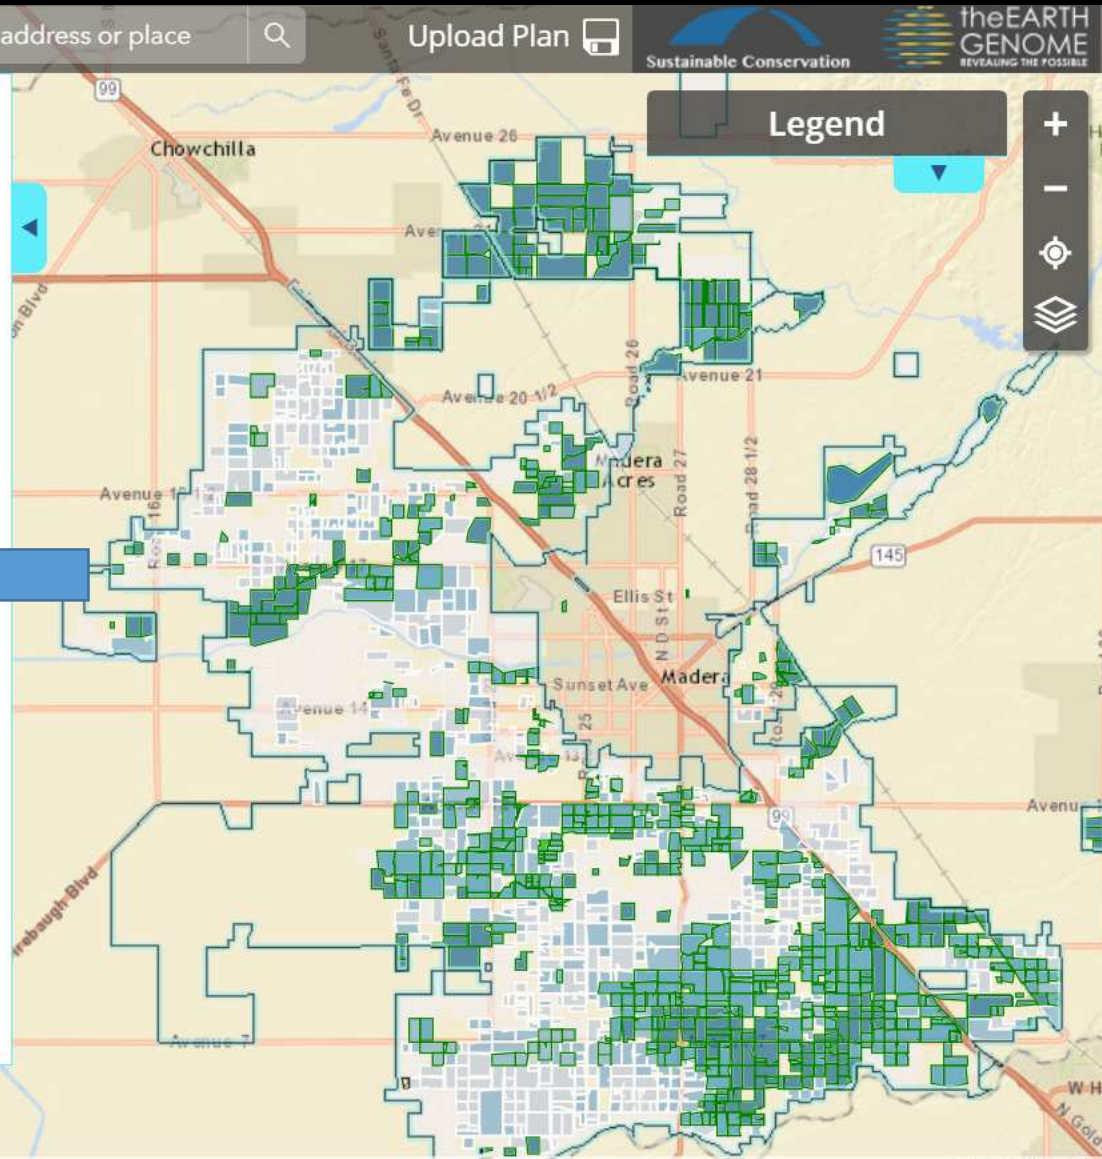 address or place
Upload Plan
Sustainable Conservation
theEARTH
GENOME
REVEALING THE POSSIBLE
Legend
99
Santa Fe Dr
Avenue 26
Chowchilla
Road 26
Avenue 21
Avenue 20 1/2
Madera
Acres
Road 27
Road 28 1/2
145
Ellis St
N D St
Madera
Sunset Ave
Avenue 14
99
Avenue 7